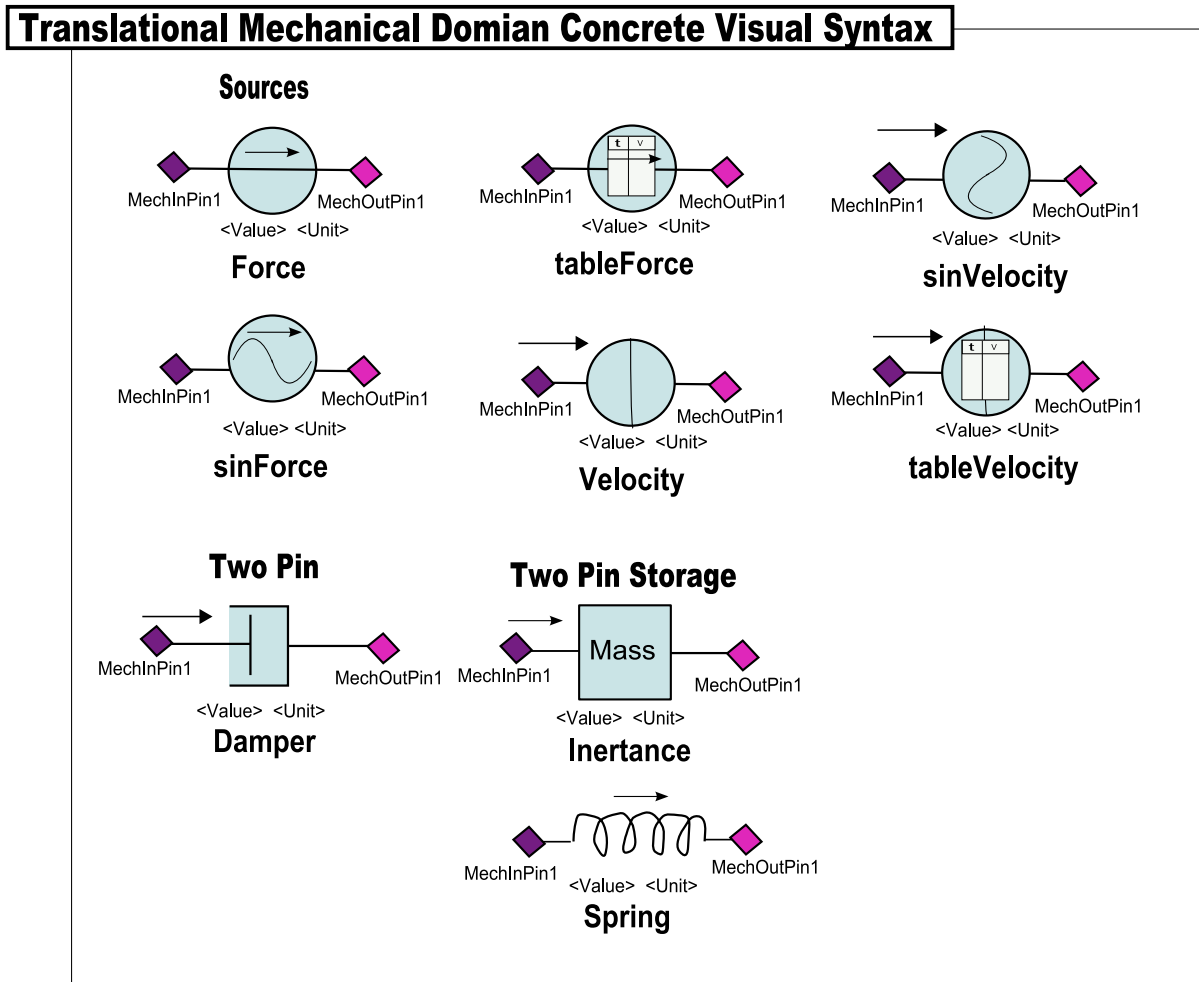 Translational Mechanical Domian Concrete Visual Syntax
Sources
MechInPin1
MechOutPin1
<Value> <Unit>
Force
t v
MechInPin1
MechOutPin1
<Value> <Unit>
tableForce
MechInPin1
MechOutPin1
<Value> <Unit>
sinVelocity
MechInPin1
MechOutPin1
<Value> <Unit>
sinForce
MechInPin1
MechOutPin1
<Value> <Unit>
Velocity
t v
MechInPin1
MechOutPin1
<Value> <Unit>
tableVelocity
Two Pin
MechInPin1
MechOutPin1
<Value> <Unit>
Damper
Two Pin Storage
Mass
MechInPin1
MechOutPin1
<Value> <Unit>
Inertance
MechInPin1
MechOutPin1
<Value> <Unit>
Spring